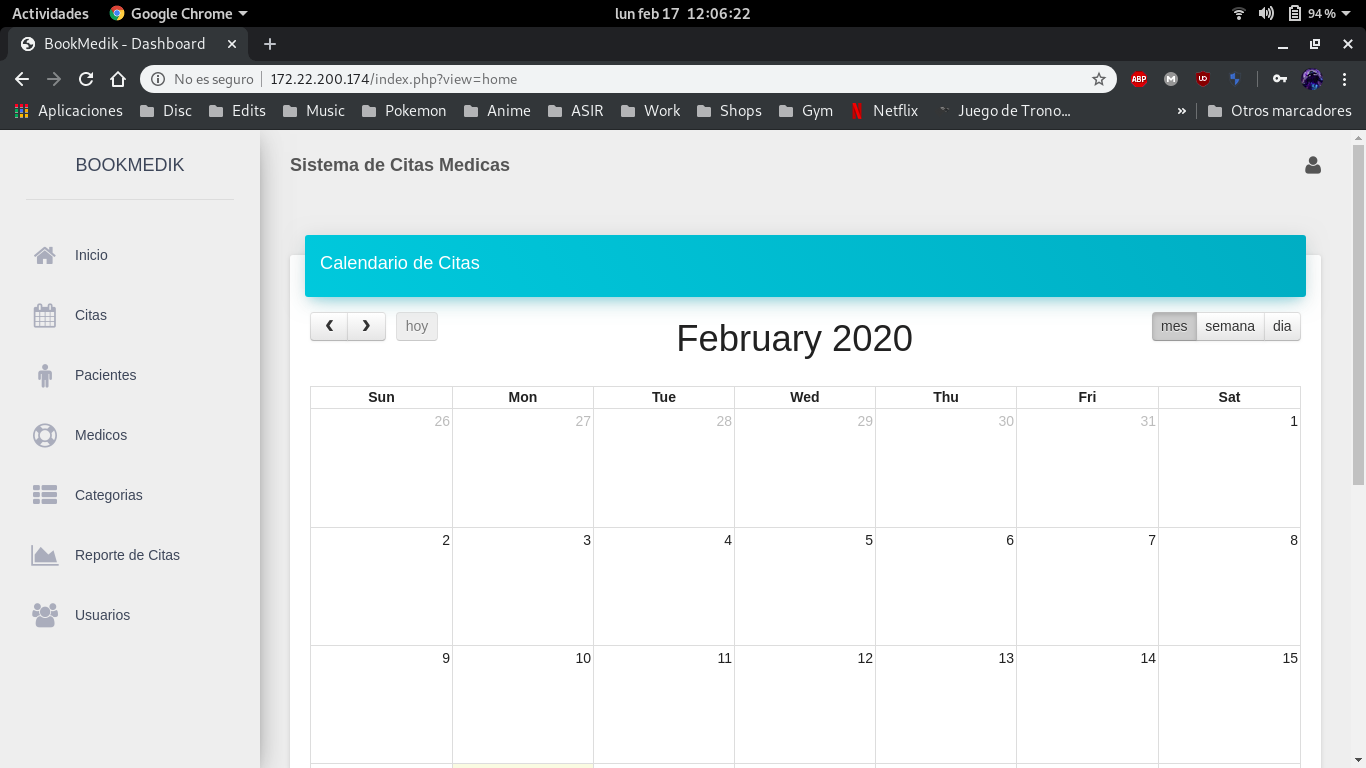 Actividades Google Chrome lun feb 17 12:06:22 94 %
BookMedik - Dashboard
No es seguro 172.22.200.174/index.php?view=home ABP M UO
Aplicaciones Disc Edits Music Pokemon Anime ASIR Work Shops Gym Netflix Juego de Trono... » Otros marcadores
BOOKMEDIK
Inicio
Citas
Pacientes
Medicos
Categorias
Reporte de Citas
Usuarios
Sistema de Citas Medicas
Calendario de Citas
hoy February 2020 mes semana dia
Sun Mon Tue Wed Thu Fri Sat
26 27 28 29 30 31 1
2 3 4 5 6 7 8
9 10 11 12 13 14 15